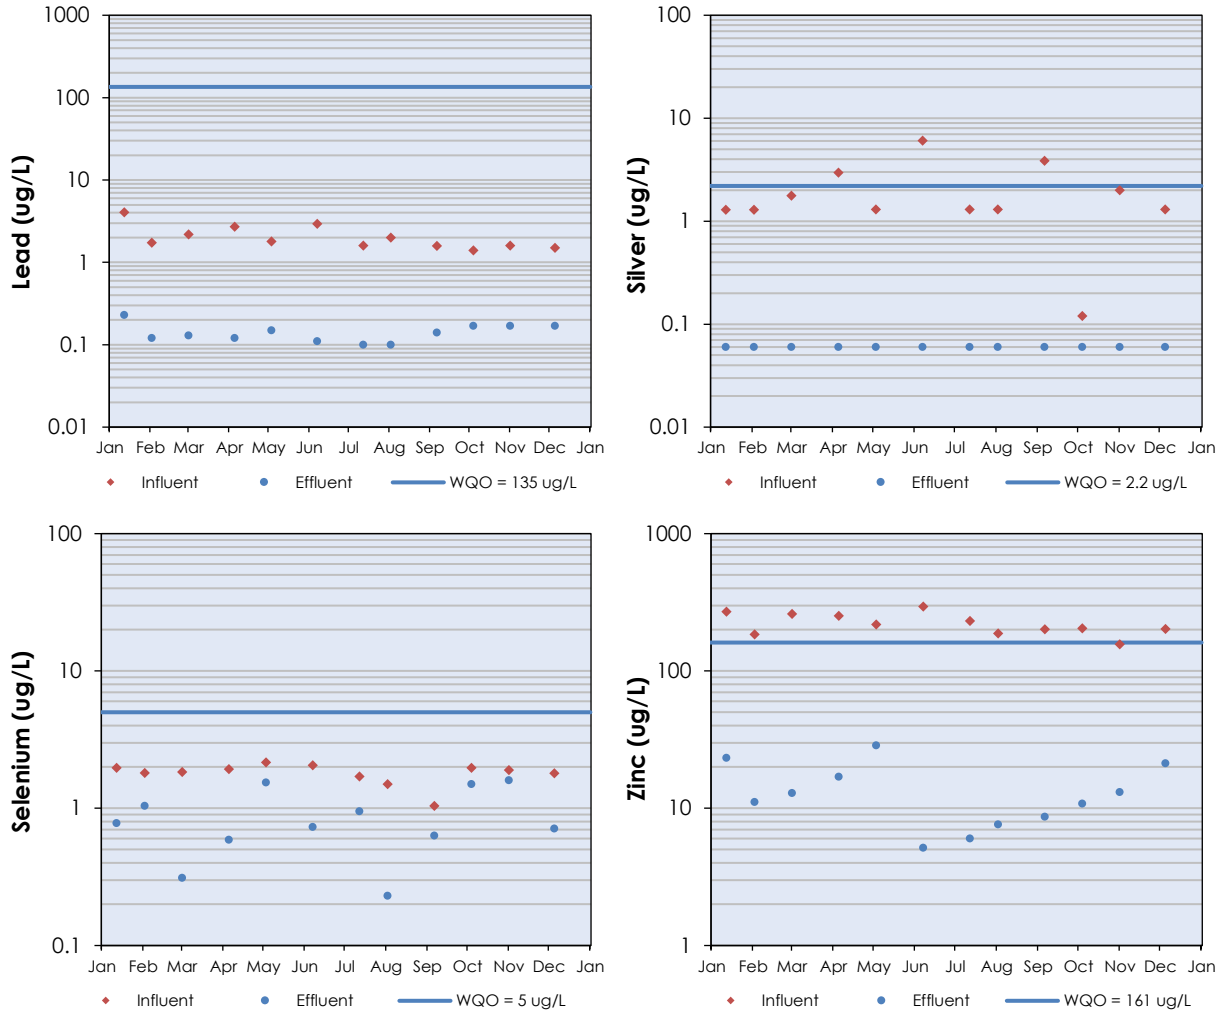 Lead (ug/L)
1000
100
10
1
0.1
0.01
Jan Feb Mar Apr May Jun Jul Aug Sep Oct Nov Dec Jan
Influent Effluent WQO = 135 ug/L
Silver (ug/L)
100
10
1
0.1
0.01
Jan Feb Mar Apr May Jun Jul Aug Sep Oct Nov Dec Jan
Influent Effluent WQO = 2.2 ug/L
Selenium (ug/L)
100
10
1
0.1
Jan Feb Mar Apr May Jun Jul Aug Sep Oct Nov Dec Jan
Influent Effluent WQO = 5 ug/L
Zinc (ug/L)
1000
100
10
1
Jan Feb Mar Apr May Jun Jul Aug Sep Oct Nov Dec Jan
Influent Effluent WQO = 161 ug/L